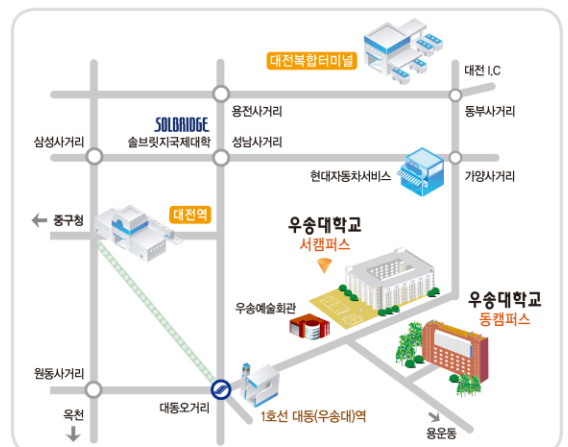 대전복합터미널
대전 I.C
용전사거리
동부사거리
SOLBRIDGE
솔브릿지국제대학
삼성사거리
성남사거리
현대자동차서비스
가양사거리
중구청
대전역
우송대학교
서캠퍼스
우송예술회관
우송대학교
동캠퍼스
원동사거리
대동오거리
1호선 대동(우송대)역
옥천
용운동